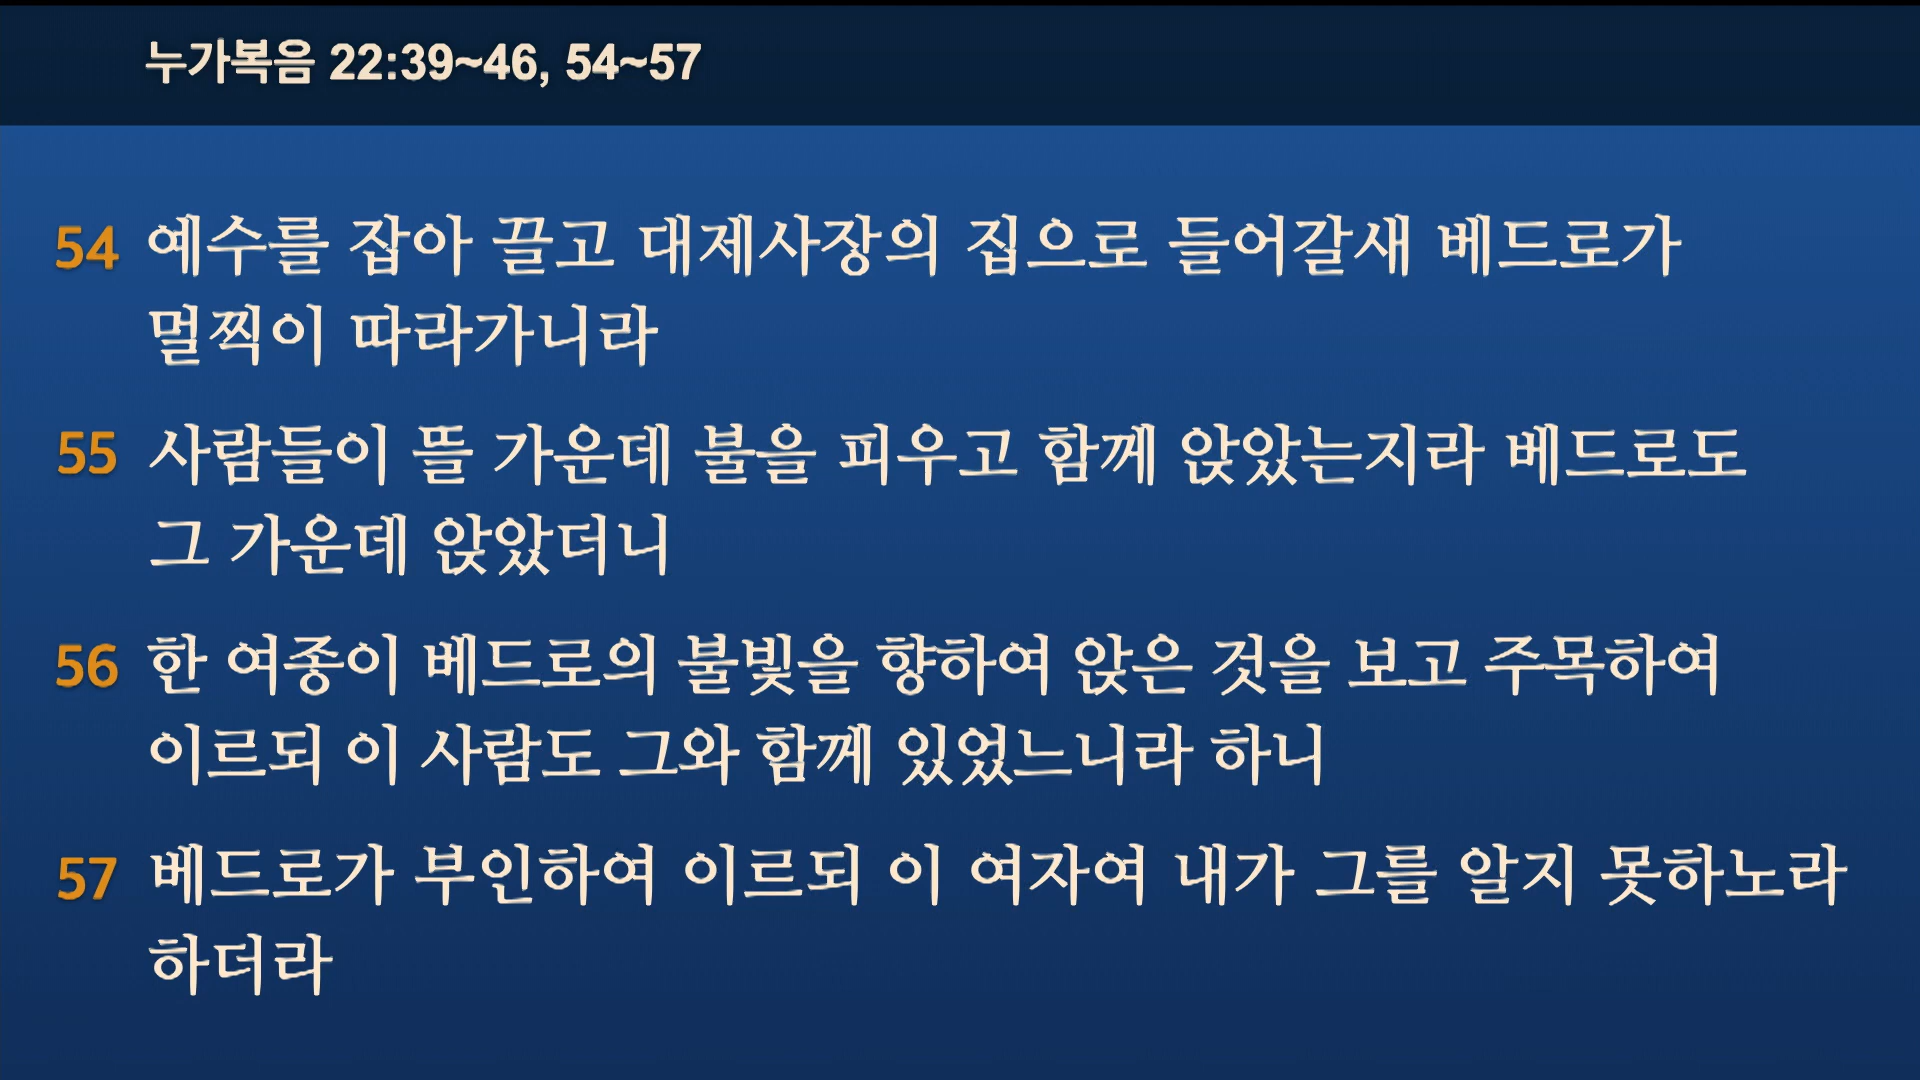 누가복음 22:39~46, 54~57
54 예수를 잡아 끌고 대제사장의 집으로 들어갈새 베드로가
멀찍이 따라가니라
55 사람들이 뜰 가운데 불을 피우고 함께 앉았는지라 베드로도
그 가운데 앉았더니
56 한 여종이 베드로의 불빛을 향하여 앉은 것을 보고 주목하여
이르되 이 사람도 그와 함께 있었느니라 하니
57 베드로가 부인하여 이르되 이 여자여 내가 그를 알지 못하노라
하더라